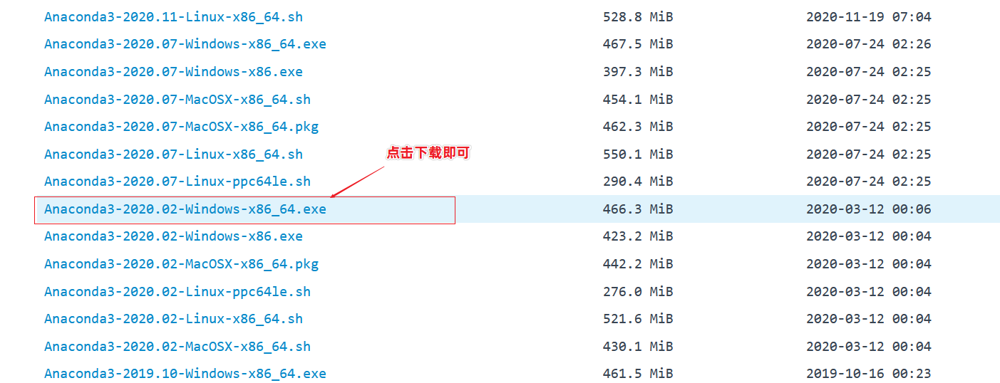 Anaconda3-2020.11-Linux-x86_64.sh 528.8 MiB 2020-11-19 07:04
Anaconda3-2020.07-Windows-x86_64.exe 467.5 MiB 2020-07-24 02:26
Anaconda3-2020.07-Windows-x86.exe 397.3 MiB 2020-07-24 02:25
Anaconda3-2020.07-MacOSX-x86_64.sh 454.1 MiB 2020-07-24 02:25
Anaconda3-2020.07-MacOSX-x86_64.pkg 462.3 MiB 2020-07-24 02:25
点击下载即可
Anaconda3-2020.07-Linux-x86_64.sh 550.1 MiB 2020-07-24 02:25
Anaconda3-2020.07-Linux-ppc64le.sh 290.4 MiB 2020-07-24 02:25
Anaconda3-2020.02-Windows-x86_64.exe 466.3 MiB 2020-03-12 00:06
Anaconda3-2020.02-Windows-x86.exe 423.2 MiB 2020-03-12 00:04
Anaconda3-2020.02-MacOSX-x86_64.pkg 442.2 MiB 2020-03-12 00:04
Anaconda3-2020.02-Linux-ppc64le.sh 276.0 MiB 2020-03-12 00:04
Anaconda3-2020.02-Linux-x86_64.sh 521.6 MiB 2020-03-12 00:04
Anaconda3-2020.02-MacOSX-x86_64.sh 430.1 MiB 2020-03-12 00:04
Anaconda3-2019.10-Windows-x86_64.exe 461.5 MiB 2019-10-16 00:23